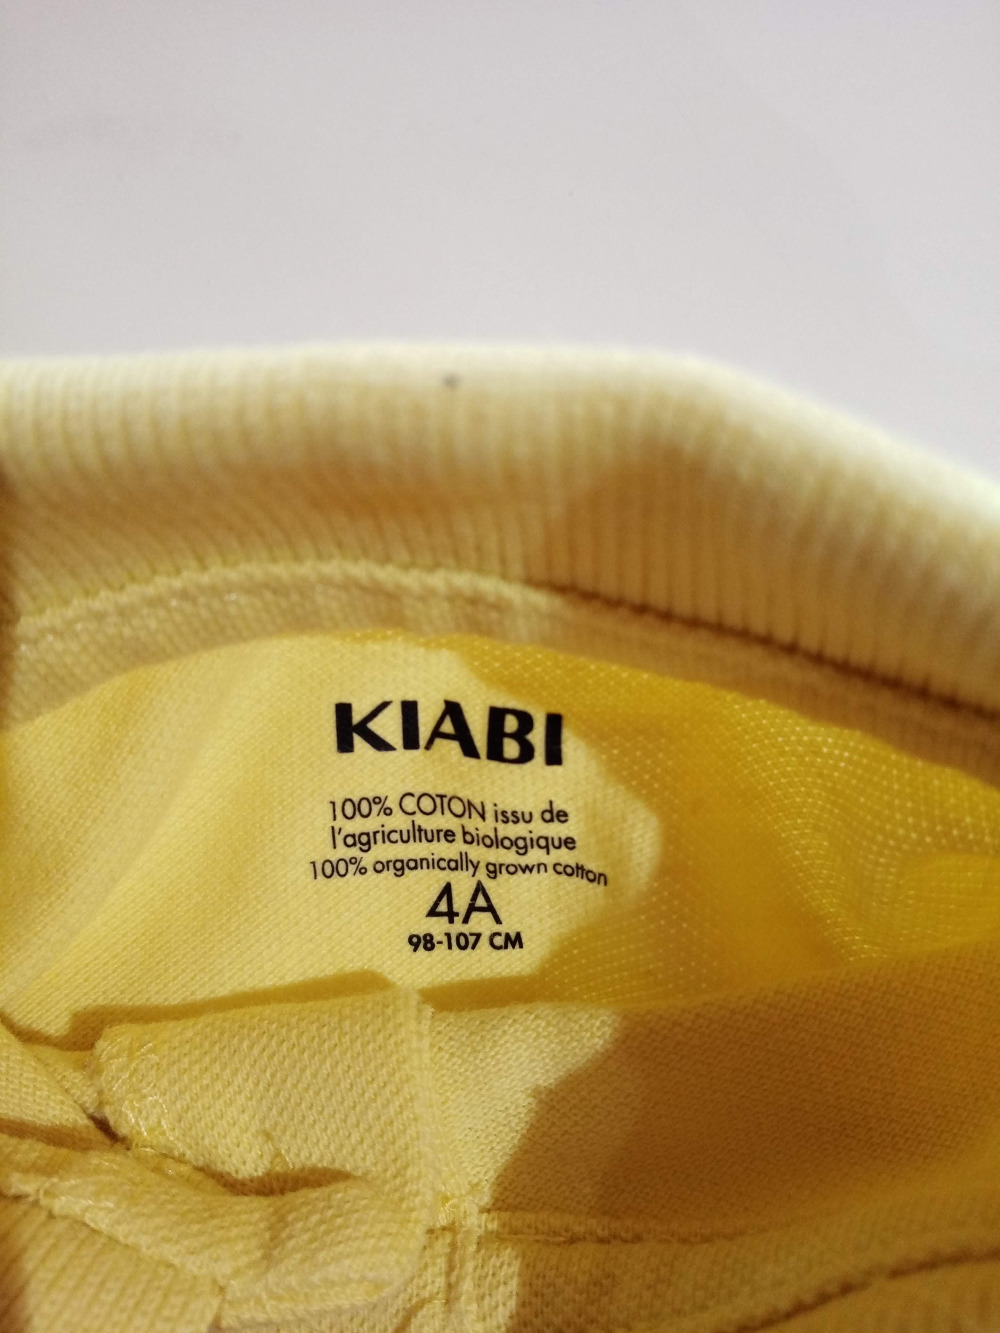 KIABI
100% COTON issu de
l'agriculture biologique
100% organically grown cotton
4A
98-107 CM